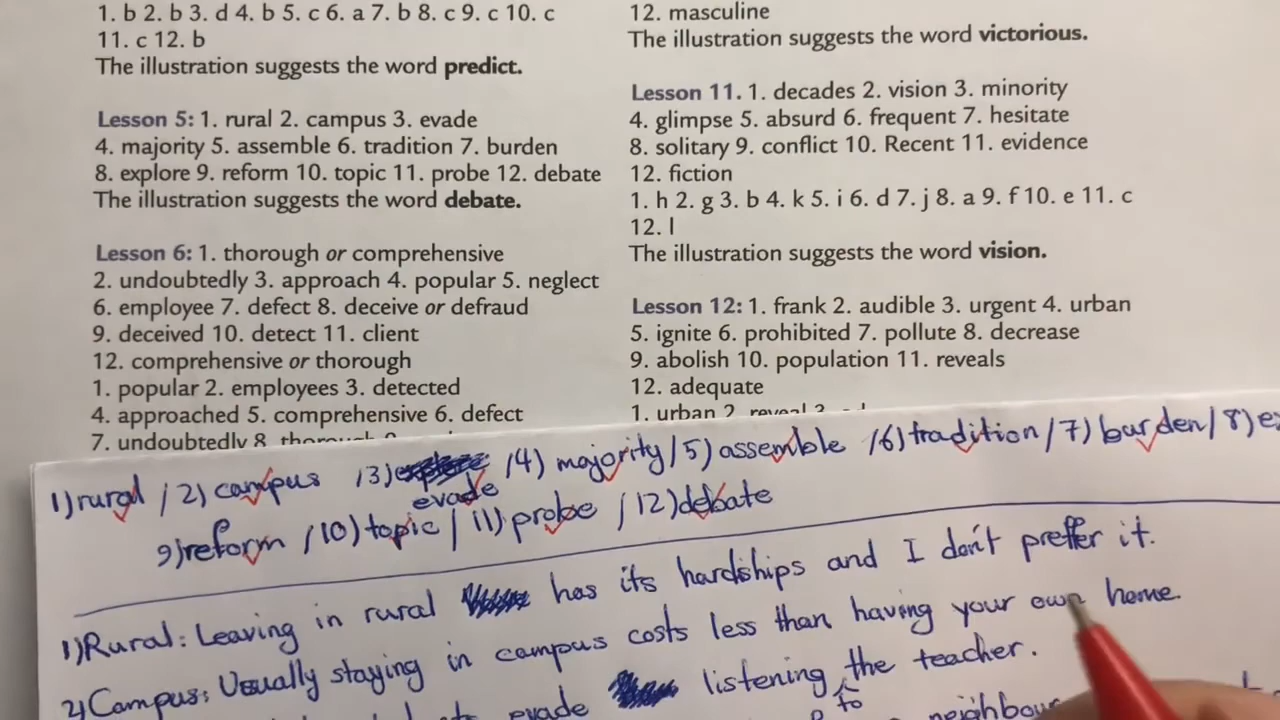 1. b 2. b 3. d 4. b 5. c 6. a 7. b 8. c 9. c 10. c
11. c 12. b
The illustration suggests the word predict.
Lesson 5: 1. rural 2. campus 3. evade
4. majority 5. assemble 6. tradition 7. burden
8. explore 9. reform 10. topic 11. probe 12. debate
The illustration suggests the word debate.
Lesson 6: 1. thorough or comprehensive
2. undoubtedly 3. approach 4. popular 5. neglect
6. employee 7. defect 8. deceive or defraud
9. deceived 10. detect 11. client
12. comprehensive or thorough
1. popular 2. employees 3. detected
4. approached 5. comprehensive 6. defect
7. undoubtedly 8.
12. masculine
The illustration suggests the word victorious.
Lesson 11. 1. decades 2. vision 3. minority
4. glimpse 5. absurd 6. frequent 7. hesitate
8. solitary 9. conflict 10. Recent 11. evidence
12. fiction
1. h 2. g 3. b 4. k 5. i 6. d 7. j 8. a 9. f 10. e 11. c
12. l
The illustration suggests the word vision.
Lesson 12: 1. frank 2. audible 3. urgent 4. urban
5. ignite 6. prohibited 7. pollute 8. decrease
9. abolish 10. population 11. reveals
12. adequate
1. urban 2. reveal 3.
1) rural / 2) campus / 3) evade / 4) majority / 5) assemble / 6) tradition / 7) burden / 8)
9) reform / 10) topic / 11) probe / 12) debate
1) Rural: Leaving in rural has its hardships and I don't preffer it.
2) Campus: Usually staying in campus costs less than having your own home.
evade listening to the teacher.